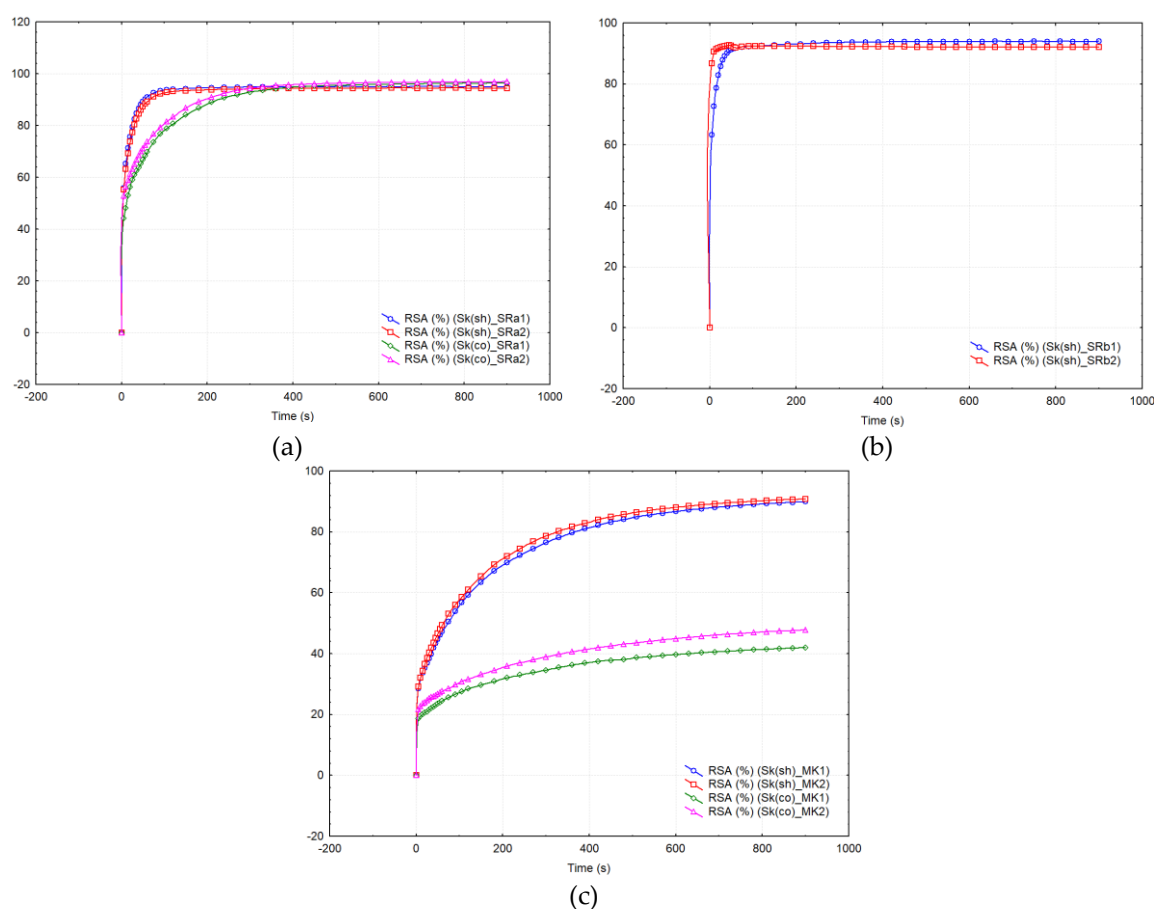 120
100
80
60
40
20
0
-20
RSA (%) (Sk(sh)_SRa1)
RSA (%) (Sk(sh)_SRa2)
RSA (%) (Sk(co)_SRa1)
RSA (%) (Sk(co)_SRa2)
-200 0 200 400 600 800 1000
Time (s)
(a)
100
80
60
40
20
0
-20
RSA (%) (Sk(sh)_SRb1)
RSA (%) (Sk(sh)_SRb2)
-200 0 200 400 600 800 1000
Time (s)
(b)
100
80
60
40
20
0
-20
RSA (%) (Sk(sh)_MK1)
RSA (%) (Sk(sh)_MK2)
RSA (%) (Sk(co)_MK1)
RSA (%) (Sk(co)_MK2)
-200 0 200 400 600 800 1000
Time (s)
(c)